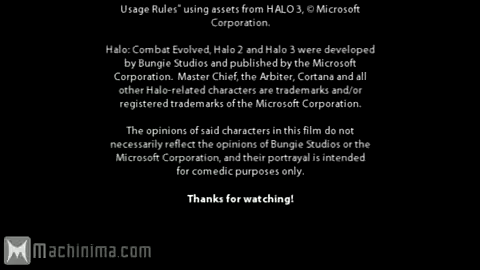 Usage Rules" using assets from HALO 3, © Microsoft
Corporation.
Halo: Combat Evolved, Halo 2 and Halo 3 were developed
by Bungie Studios and published by the Microsoft
Corporation. Master Chief, the Arbiter, Cortana and all
other Halo-related characters are trademarks and/or
registered trademarks of the Microsoft Corporation.
The opinions of said characters in this film do not
necessarily reflect the opinions of Bungie Studios or the
Microsoft Corporation, and their portrayal is intended
for comedic purposes only.
Thanks for watching!
Machinima.com